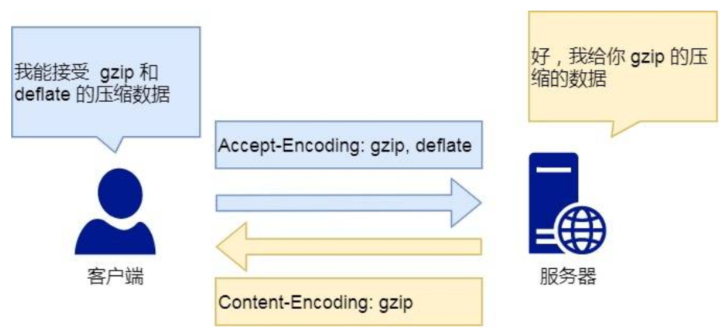 我能接受 gzip 和
deflate 的压缩数据
好，我给你 gzip 的压
缩的数据
Accept-Encoding: gzip, deflate
客户端
服务器
Content-Encoding: gzip